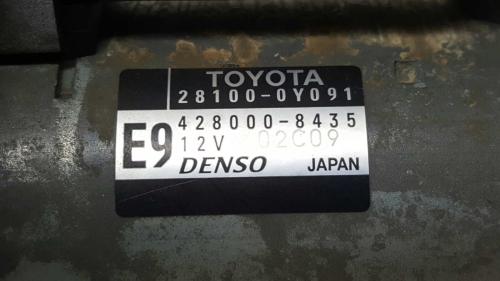 TOYOTA
28100-0Y091
E9 428000-8435
12V 02C09
DENSO JAPAN